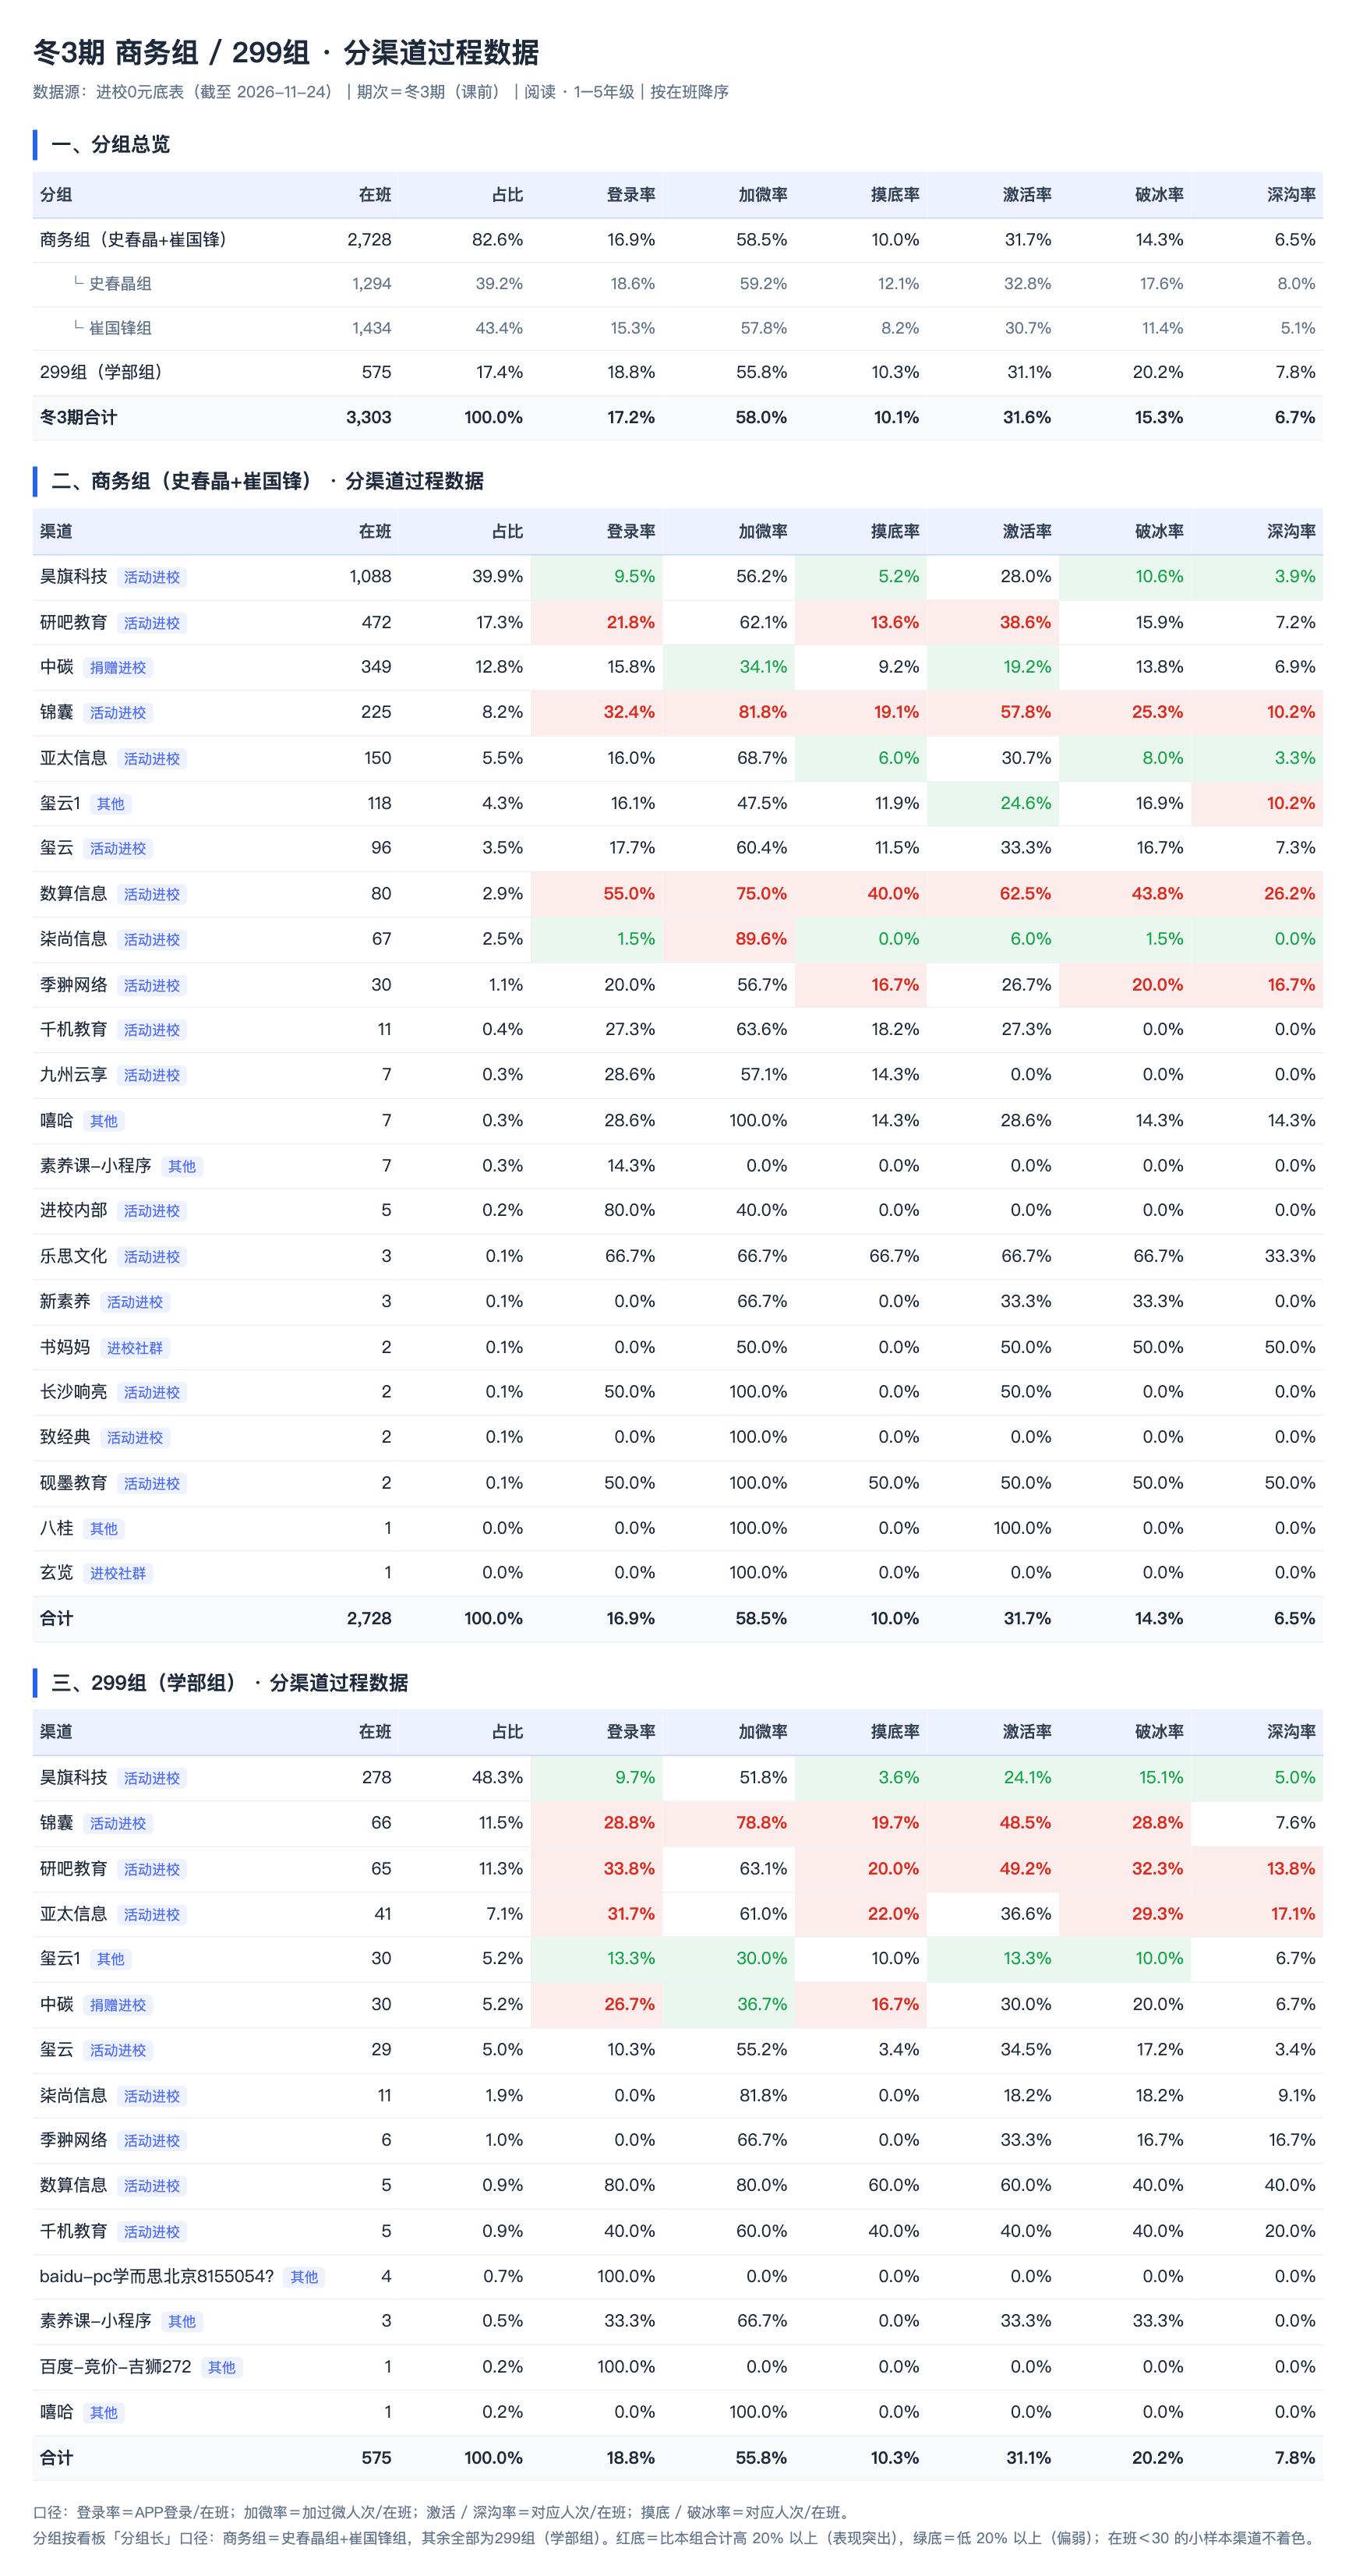 冬3期 商务组 / 299组 · 分渠道过程数据
数据源：进校0元底表（截至 2026-11-24）｜期次＝冬3期（课前）｜阅读 · 1—5年级｜按在班降序
一、分组总览
分组 在班 占比 登录率 加微率 摸底率 激活率 破冰率 深沟率
商务组（史春晶+崔国锋） 2,728 82.6% 16.9% 58.5% 10.0% 31.7% 14.3% 6.5%
└ 史春晶组 1,294 39.2% 18.6% 59.2% 12.1% 32.8% 17.6% 8.0%
└ 崔国锋组 1,434 43.4% 15.3% 57.8% 8.2% 30.7% 11.4% 5.1%
299组（学部组） 575 17.4% 18.8% 55.8% 10.3% 31.1% 20.2% 7.8%
冬3期合计 3,303 100.0% 17.2% 58.0% 10.1% 31.6% 15.3% 6.7%
二、商务组（史春晶+崔国锋） · 分渠道过程数据
渠道 在班 占比 登录率 加微率 摸底率 激活率 破冰率 深沟率
昊旗科技 活动进校 1,088 39.9% 9.5% 56.2% 5.2% 28.0% 10.6% 3.9%
研吧教育 活动进校 472 17.3% 21.8% 62.1% 13.6% 38.6% 15.9% 7.2%
中碳 捐赠进校 349 12.8% 15.8% 34.1% 9.2% 19.2% 13.8% 6.9%
锦囊 活动进校 225 8.2% 32.4% 81.8% 19.1% 57.8% 25.3% 10.2%
亚太信息 活动进校 150 5.5% 16.0% 68.7% 6.0% 30.7% 8.0% 3.3%
玺云1 其他 118 4.3% 16.1% 47.5% 11.9% 24.6% 16.9% 10.2%
玺云 活动进校 96 3.5% 17.7% 60.4% 11.5% 33.3% 16.7% 7.3%
数算信息 活动进校 80 2.9% 55.0% 75.0% 40.0% 62.5% 43.8% 26.2%
柒尚信息 活动进校 67 2.5% 1.5% 89.6% 0.0% 6.0% 1.5% 0.0%
季翀网络 活动进校 30 1.1% 20.0% 56.7% 16.7% 26.7% 20.0% 16.7%
千机教育 活动进校 11 0.4% 27.3% 63.6% 18.2% 27.3% 0.0% 0.0%
九州云享 活动进校 7 0.3% 28.6% 57.1% 14.3% 0.0% 0.0% 0.0%
嘻哈 其他 7 0.3% 28.6% 100.0% 14.3% 28.6% 14.3% 14.3%
素养课-小程序 其他 7 0.3% 14.3% 0.0% 0.0% 0.0% 0.0% 0.0%
进校内部 活动进校 5 0.2% 80.0% 40.0% 0.0% 0.0% 0.0% 0.0%
乐思文化 活动进校 3 0.1% 66.7% 66.7% 66.7% 66.7% 66.7% 33.3%
新素养 活动进校 3 0.1% 0.0% 66.7% 0.0% 33.3% 33.3% 0.0%
书妈妈 进校社群 2 0.1% 0.0% 50.0% 0.0% 50.0% 50.0% 50.0%
长沙响亮 活动进校 2 0.1% 50.0% 100.0% 0.0% 50.0% 0.0% 0.0%
致经典 活动进校 2 0.1% 0.0% 100.0% 0.0% 0.0% 0.0% 0.0%
砚墨教育 活动进校 2 0.1% 50.0% 100.0% 50.0% 50.0% 50.0% 50.0%
八桂 其他 1 0.0% 0.0% 100.0% 0.0% 100.0% 0.0% 0.0%
玄览 进校社群 1 0.0% 0.0% 100.0% 0.0% 0.0% 0.0% 0.0%
合计 2,728 100.0% 16.9% 58.5% 10.0% 31.7% 14.3% 6.5%
三、299组（学部组） · 分渠道过程数据
渠道 在班 占比 登录率 加微率 摸底率 激活率 破冰率 深沟率
昊旗科技 活动进校 278 48.3% 9.7% 51.8% 3.6% 24.1% 15.1% 5.0%
锦囊 活动进校 66 11.5% 28.8% 78.8% 19.7% 48.5% 28.8% 7.6%
研吧教育 活动进校 65 11.3% 33.8% 63.1% 20.0% 49.2% 32.3% 13.8%
亚太信息 活动进校 41 7.1% 31.7% 61.0% 22.0% 36.6% 29.3% 17.1%
玺云1 其他 30 5.2% 13.3% 30.0% 10.0% 13.3% 10.0% 6.7%
中碳 捐赠进校 30 5.2% 26.7% 36.7% 16.7% 30.0% 20.0% 6.7%
玺云 活动进校 29 5.0% 10.3% 55.2% 3.4% 34.5% 17.2% 3.4%
柒尚信息 活动进校 11 1.9% 0.0% 81.8% 0.0% 18.2% 18.2% 9.1%
季翀网络 活动进校 6 1.0% 0.0% 66.7% 0.0% 33.3% 16.7% 16.7%
数算信息 活动进校 5 0.9% 80.0% 80.0% 60.0% 60.0% 40.0% 40.0%
千机教育 活动进校 5 0.9% 40.0% 60.0% 40.0% 40.0% 40.0% 20.0%
baidu-pc学而思北京8155054? 其他 4 0.7% 100.0% 0.0% 0.0% 0.0% 0.0% 0.0%
素养课-小程序 其他 3 0.5% 33.3% 66.7% 0.0% 33.3% 33.3% 0.0%
百度-竞价-吉狮272 其他 1 0.2% 100.0% 0.0% 0.0% 0.0% 0.0% 0.0%
嘻哈 其他 1 0.2% 0.0% 100.0% 0.0% 0.0% 0.0% 0.0%
合计 575 100.0% 18.8% 55.8% 10.3% 31.1% 20.2% 7.8%
口径：登录率＝APP登录/在班；加微率＝加过微人次/在班；激活 / 深沟率＝对应人次/在班；摸底 / 破冰率＝对应人次/在班。
分组按看板「分组长」口径：商务组＝史春晶组+崔国锋组，其余全部为299组（学部组）。红底＝比本组合计高 20% 以上（表现突出），绿底＝低 20% 以上（偏弱）；在班＜30 的小样本渠道不着色。